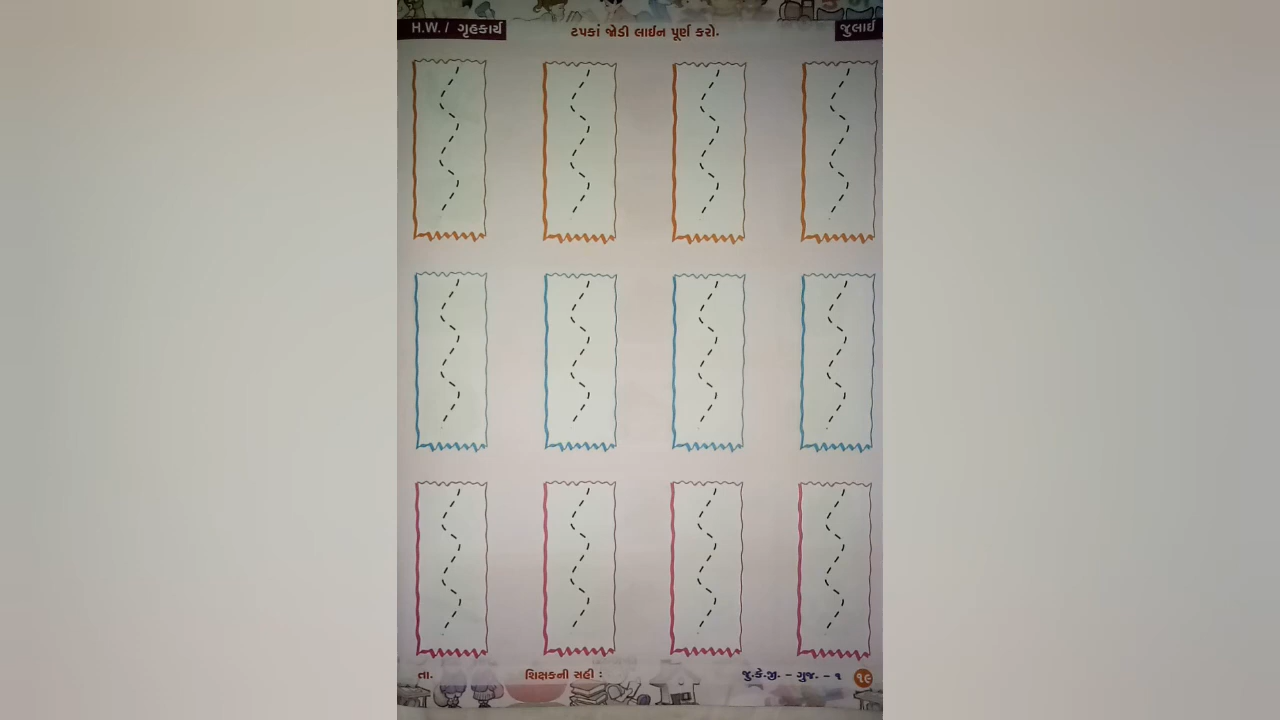 H.W. / ગૃહકાર્ય
ટપકાં જોડી લાઈન પૂર્ણ કરો.
જુલાઈ
તા.
શિક્ષકની સહી :
જુ.કે.જી. – ગુજ. – ૧
૧૯